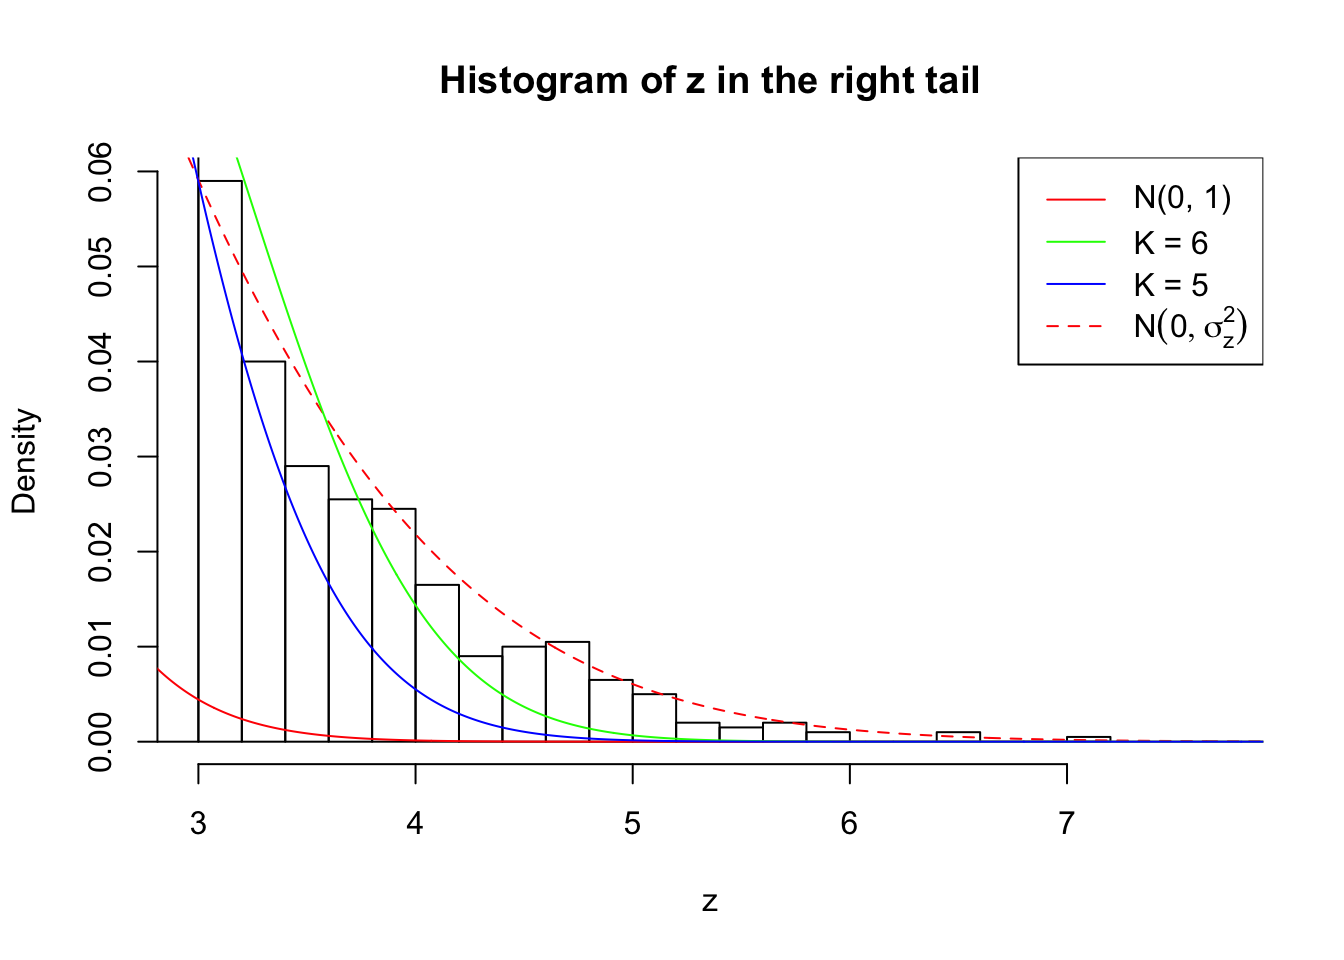 Histogram of z in the right tail
N(0, 1)
K = 6
K = 5
N(0, σ_z^2)
Density
0.06
0.05
0.04
0.03
0.02
0.01
0.00
3 4 5 6 7
z